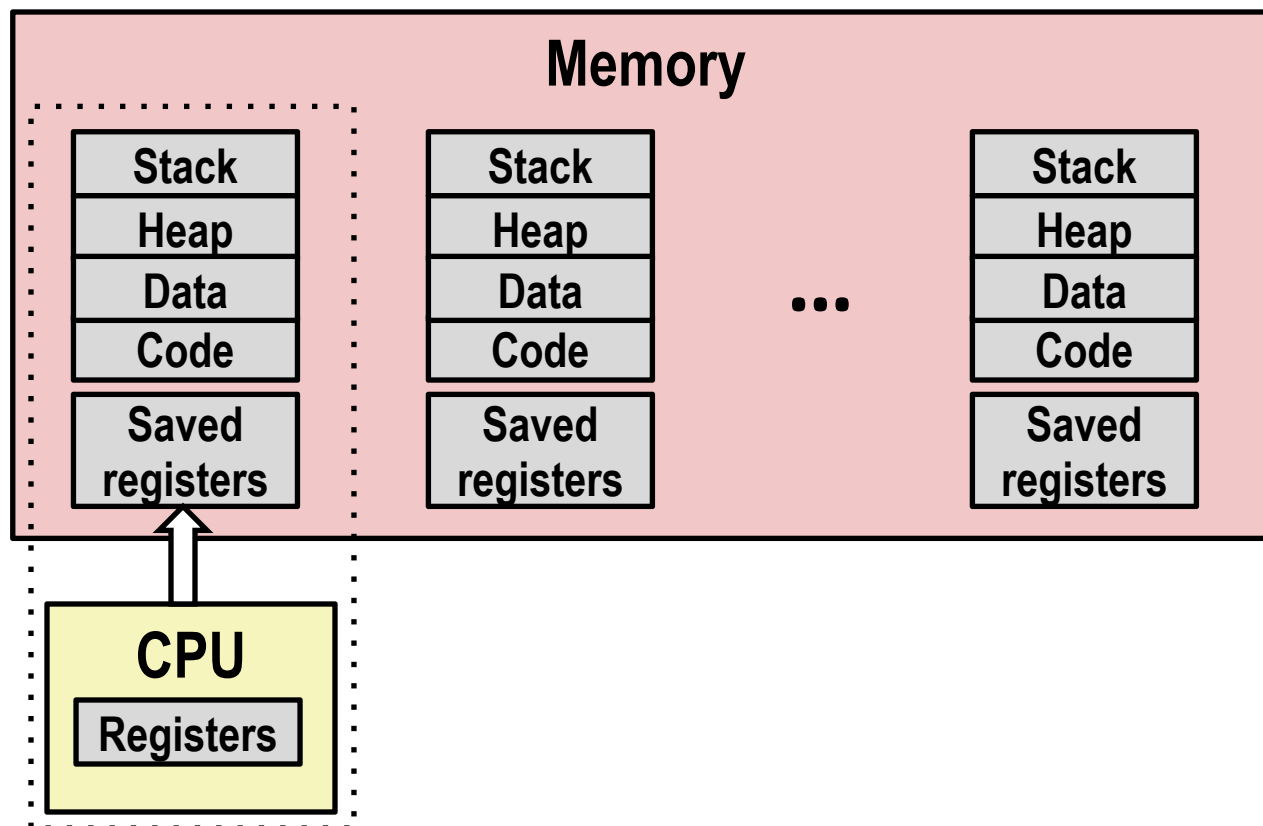 Memory
Stack
Heap
Data
Code
Saved
registers
Stack
Heap
Data
Code
Saved
registers
...
Stack
Heap
Data
Code
Saved
registers
CPU
Registers